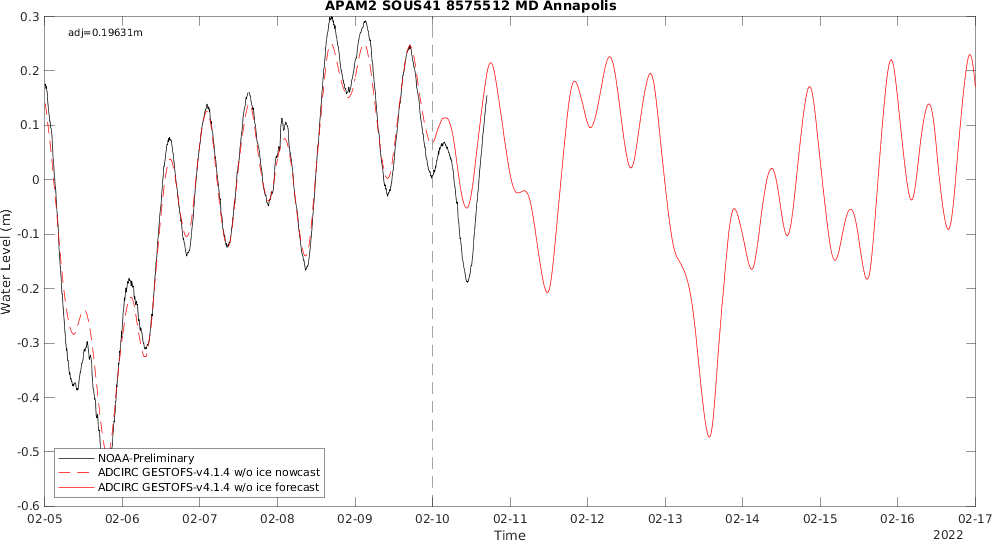 APAM2 SOUS41 8575512 MD Annapolis
adj=0.19631m
0.3
0.2
0.1
0
-0.1
-0.2
-0.3
-0.4
-0.5
-0.6
Water Level (m)
NOAA-Preliminary
ADCIRC GESTOFS-v4.1.4 w/o ice nowcast
ADCIRC GESTOFS-v4.1.4 w/o ice forecast
02-05 02-06 02-07 02-08 02-09 02-10 02-11 02-12 02-13 02-14 02-15 02-16 02-17
Time
2022